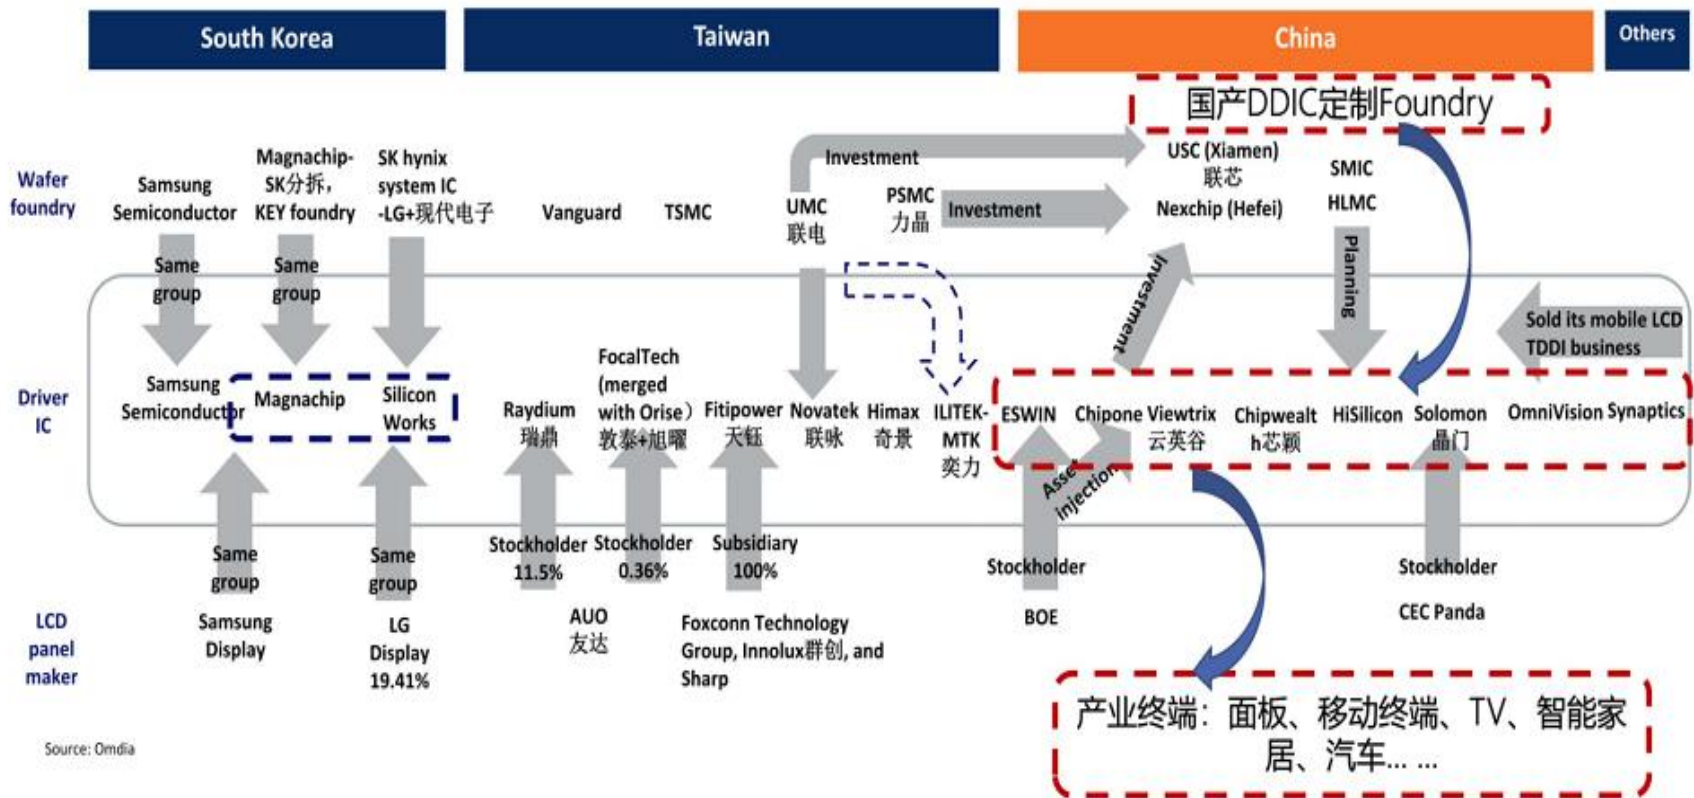 South Korea
Taiwan
China
Others
国产DDIC定制Foundry
Wafer
foundry
Samsung
Semiconductor
Magnachip-
SK分拆，
KEY foundry
SK hynix
system IC
-LG+现代电子
Vanguard
TSMC
UMC
联电
Investment
PSMC
力晶
Investment
USC (Xiamen)
联芯
Nexchip (Hefei)
SMIC
HLMC
Same
group
Same
group
Investment
Planning
Sold its mobile LCD
TDDI business
Driver
IC
Samsung
Semiconductor
Magnachip
Silicon
Works
Raydium
瑞鼎
FocalTech
(merged
with Orise）
敦泰+旭曜
Fitipower
天钰
Novatek
联咏
Himax
奇景
ILITEK-
MTK
奕力
ESWIN
Chipone
Viewtrix
云英谷
Chipwealt
h芯颖
HiSilicon
Solomon
晶门
OmniVision
Synaptics
Asset
injection
Same
group
Same
group
Stockholder
11.5%
Stockholder
0.36%
Subsidiary
100%
Stockholder
Stockholder
LCD
panel
maker
Samsung
Display
LG
Display
19.41%
AUO
友达
Foxconn Technology
Group, Innolux群创, and
Sharp
BOE
CEC Panda
产业终端：面板、移动终端、TV、智能家
居、汽车... ...
Source: Omdia